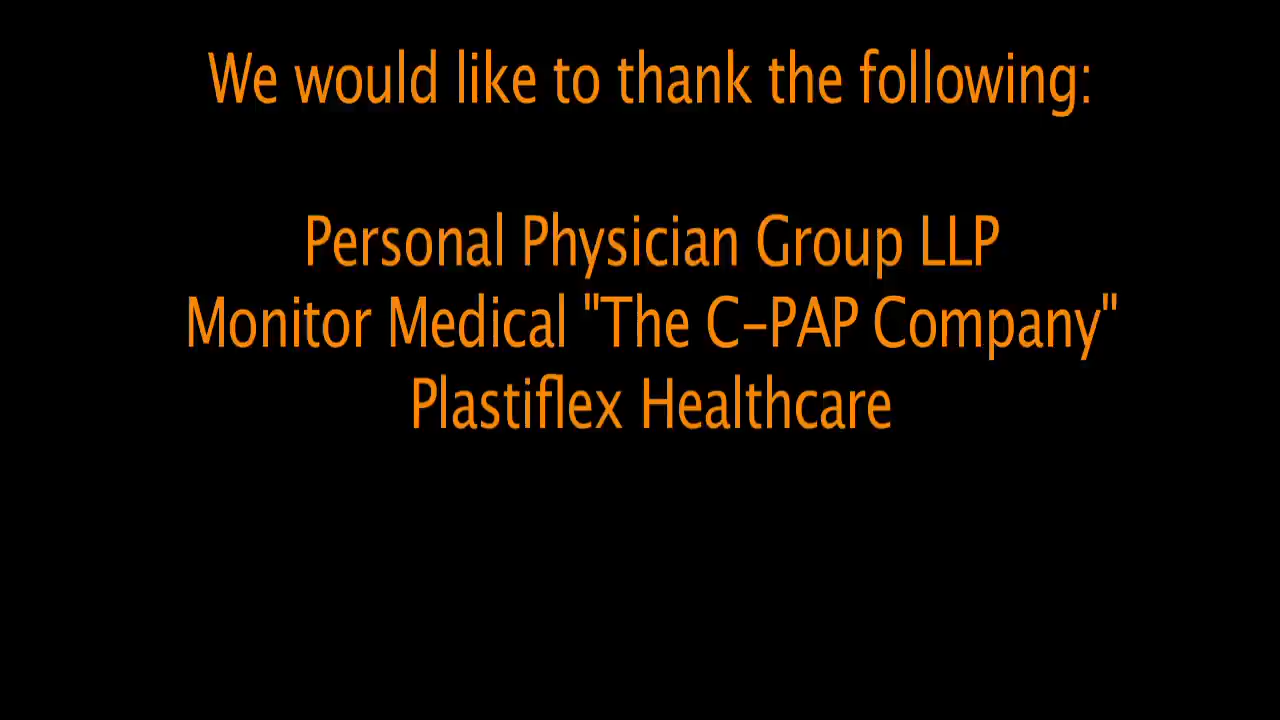 We would like to thank the following:
Personal Physician Group LLP
Monitor Medical "The C-PAP Company"
Plastiflex Healthcare